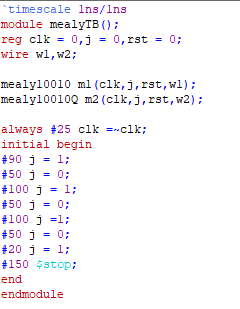 `timescale 1ns/1ns
module mealyTB();
reg clk = 0,j = 0,rst = 0;
wire w1,w2;
mealy10010 m1(clk,j,rst,w1);
mealy10010Q m2(clk,j,rst,w2);
always #25 clk =~clk;
initial begin
#90 j = 1;
#50 j = 0;
#100 j = 1;
#50 j = 0;
#100 j =1;
#50 j = 0;
#20 j = 1;
#150 $stop;
end
endmodule